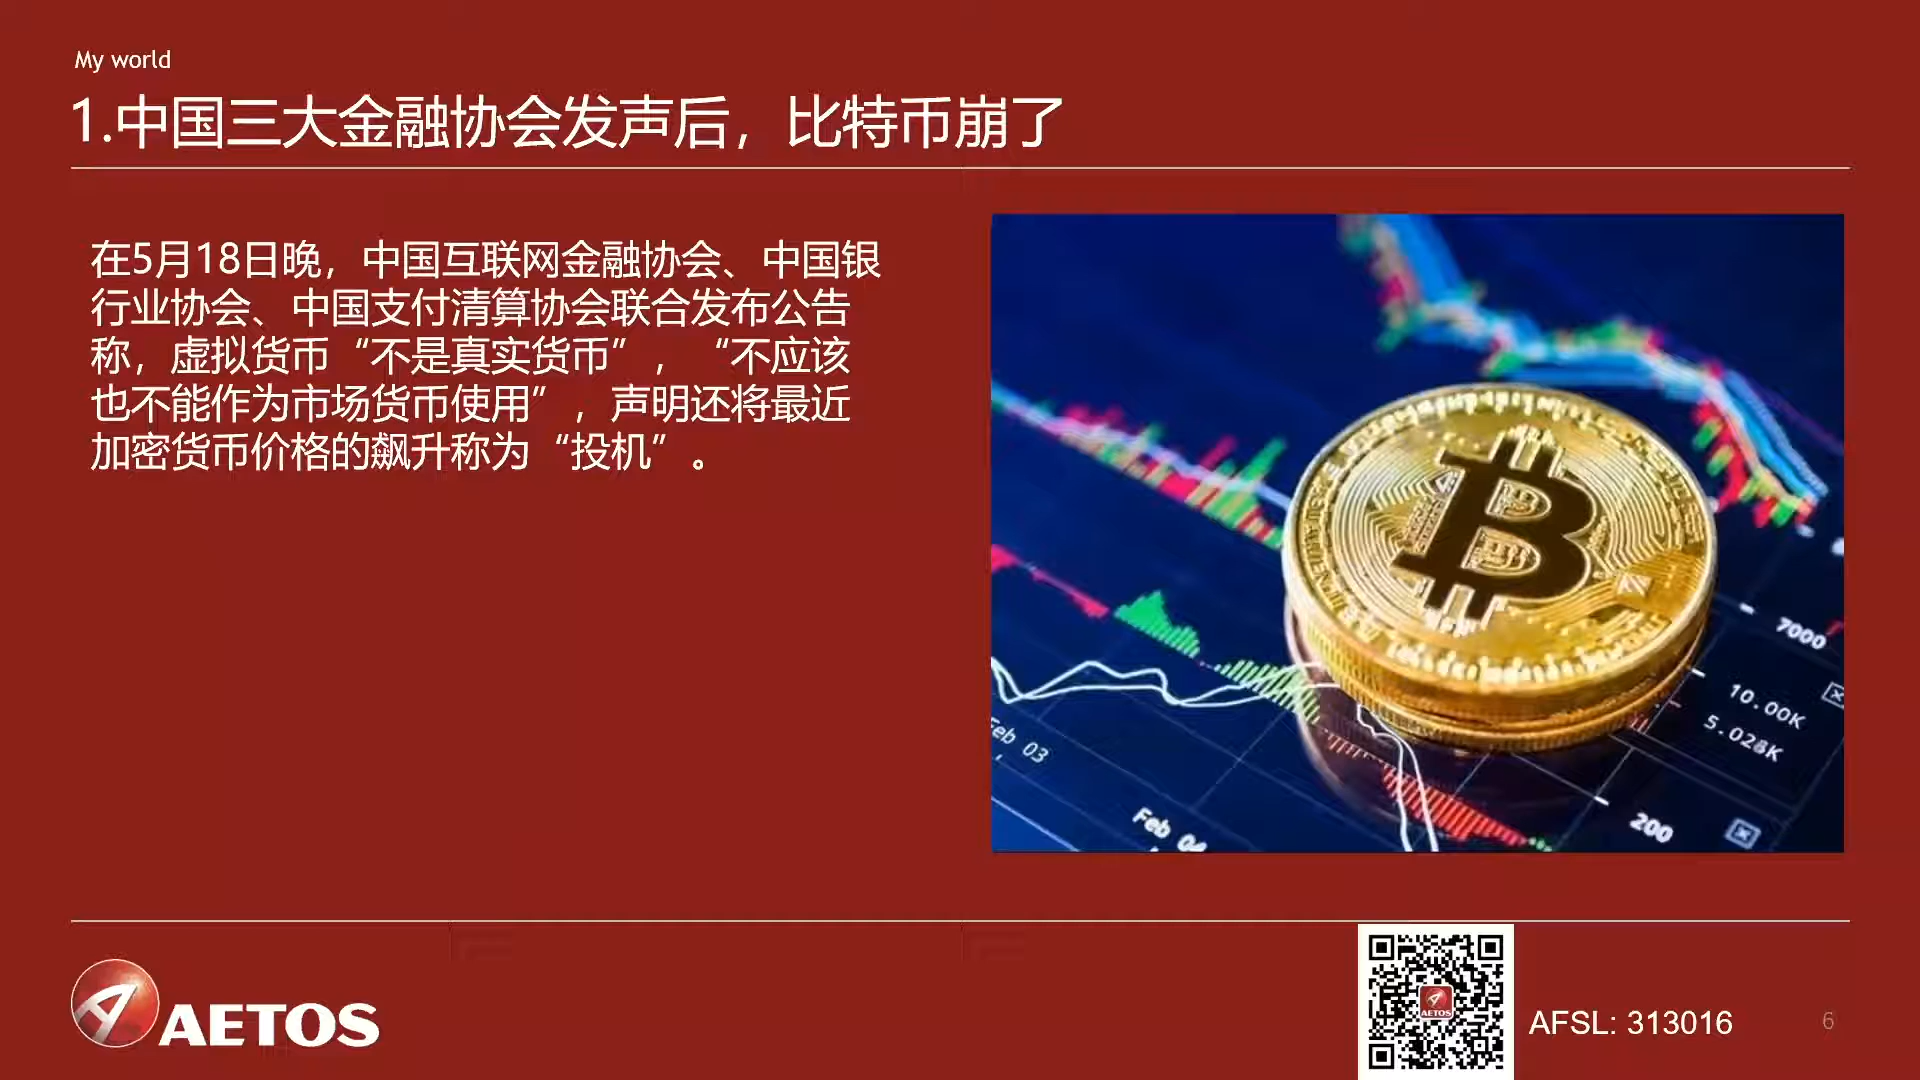 My world
1.中国三大金融协会发声后，比特币崩了
在5月18日晚，中国互联网金融协会、中国银
行业协会、中国支付清算协会联合发布公告
称，虚拟货币“不是真实货币”，“不应该
也不能作为市场货币使用”，声明还将最近
加密货币价格的飙升称为“投机”。
7000
10.00K
5.028K
Feb 03
Feb 04
200
AETOS
AETOS
AFSL: 313016
6